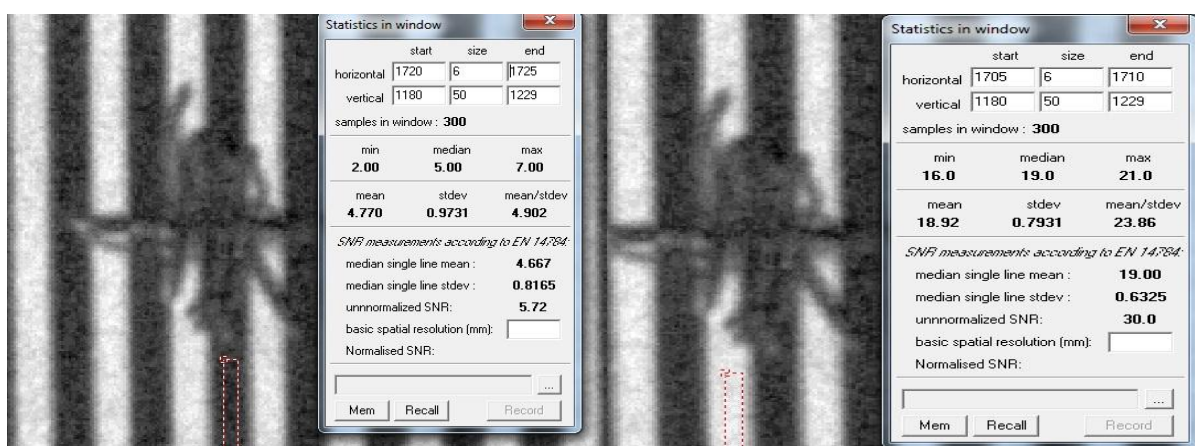 Statistics in window
start size end
horizontal 1720 6 1725
vertical 1180 50 1229
samples in window : 300
min median max
2.00 5.00 7.00
mean stdev mean/stdev
4.770 0.9731 4.902
SNR measurements according to EN 14784:
median single line mean : 4.667
median single line stdev : 0.8165
unnnormalized SNR: 5.72
basic spatial resolution (mm):
Normalised SNR:
...
Mem Recall Record
Statistics in window
start size end
horizontal 1705 6 1710
vertical 1180 50 1229
samples in window : 300
min median max
16.0 19.0 21.0
mean stdev mean/stdev
18.92 0.7931 23.86
SNR measurements according to EN 14784:
median single line mean : 19.00
median single line stdev : 0.6325
unnnormalized SNR: 30.0
basic spatial resolution (mm):
Normalised SNR:
...
Mem Recall Record